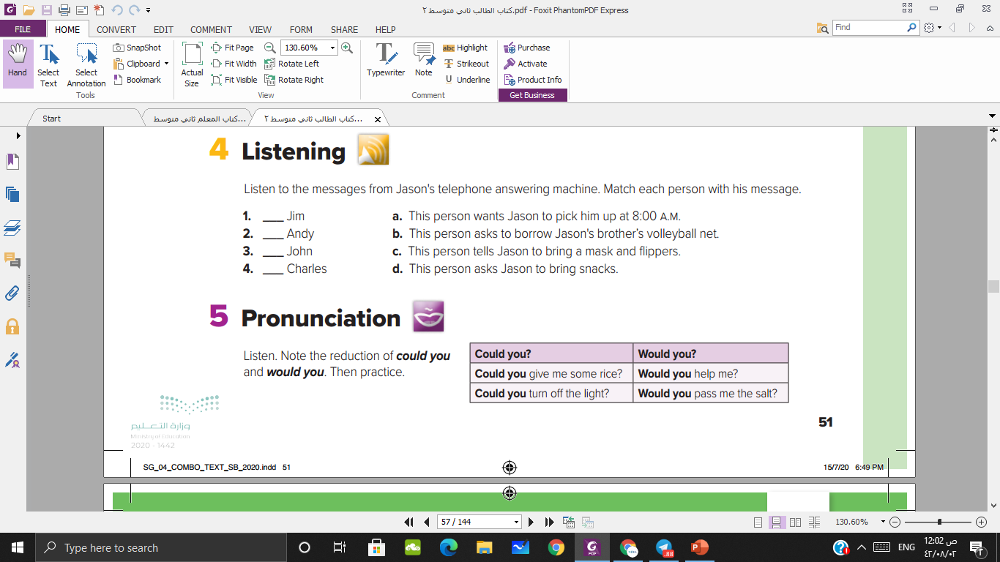 كتاب الطالب ثاني متوسط ٢.pdf - Foxit PhantomPDF Express
FILE HOME CONVERT EDIT COMMENT VIEW FORM SHARE HELP Find
Hand
Select Text
Select Annotation
SnapShot
Clipboard
Bookmark
Tools
Actual Size
Fit Page
Fit Width
Fit Visible
130.60%
Rotate Left
Rotate Right
View
Typewriter
Note
Highlight
Strikeout
Underline
Comment
Purchase
Activate
Product Info
Get Business
Start
كتاب المعلم ثاني متوسط...
كتاب الطالب ثاني متوسط ٢...
4 Listening
Listen to the messages from Jason's telephone answering machine. Match each person with his message.
1. ___ Jim a. This person wants Jason to pick him up at 8:00 A.M.
2. ___ Andy b. This person asks to borrow Jason's brother's volleyball net.
3. ___ John c. This person tells Jason to bring a mask and flippers.
4. ___ Charles d. This person asks Jason to bring snacks.
5 Pronunciation
Listen. Note the reduction of could you
and would you. Then practice.
Could you? Would you?
Could you give me some rice? Would you help me?
Could you turn off the light? Would you pass me the salt?
وزارة التعليم
Ministry of Education
2020 - 1442
51
SG_04_COMBO_TEXT_SB_2020.indd 51 15/7/20 6:49 PM
57 / 144 130.60%
Type here to search
PDF
88
ENG
12:02 ص
٤٢/٠٨/٠٢